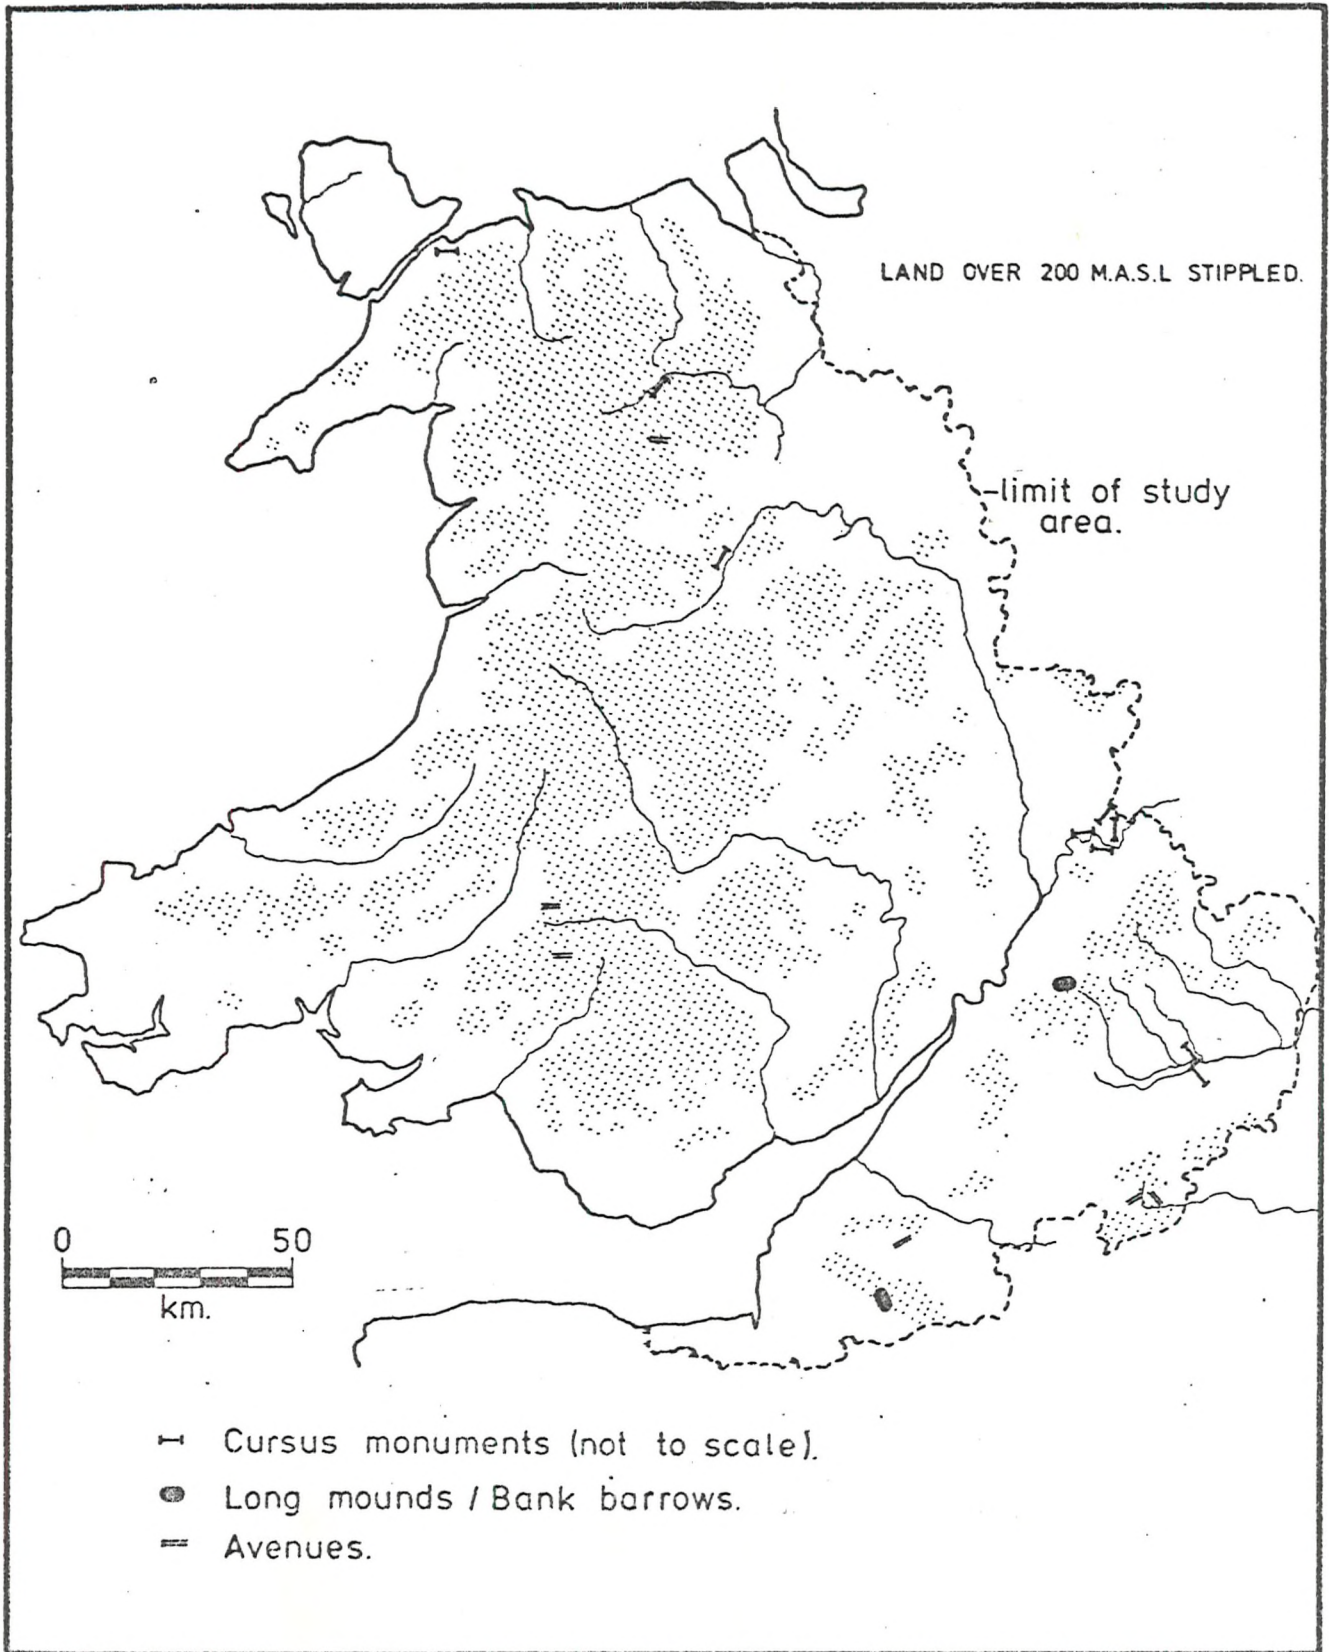 LAND OVER 200 M.A.S.L STIPPLED.
limit of study
area.
0 50
km.
Cursus monuments (not to scale).
Long mounds / Bank barrows.
Avenues.